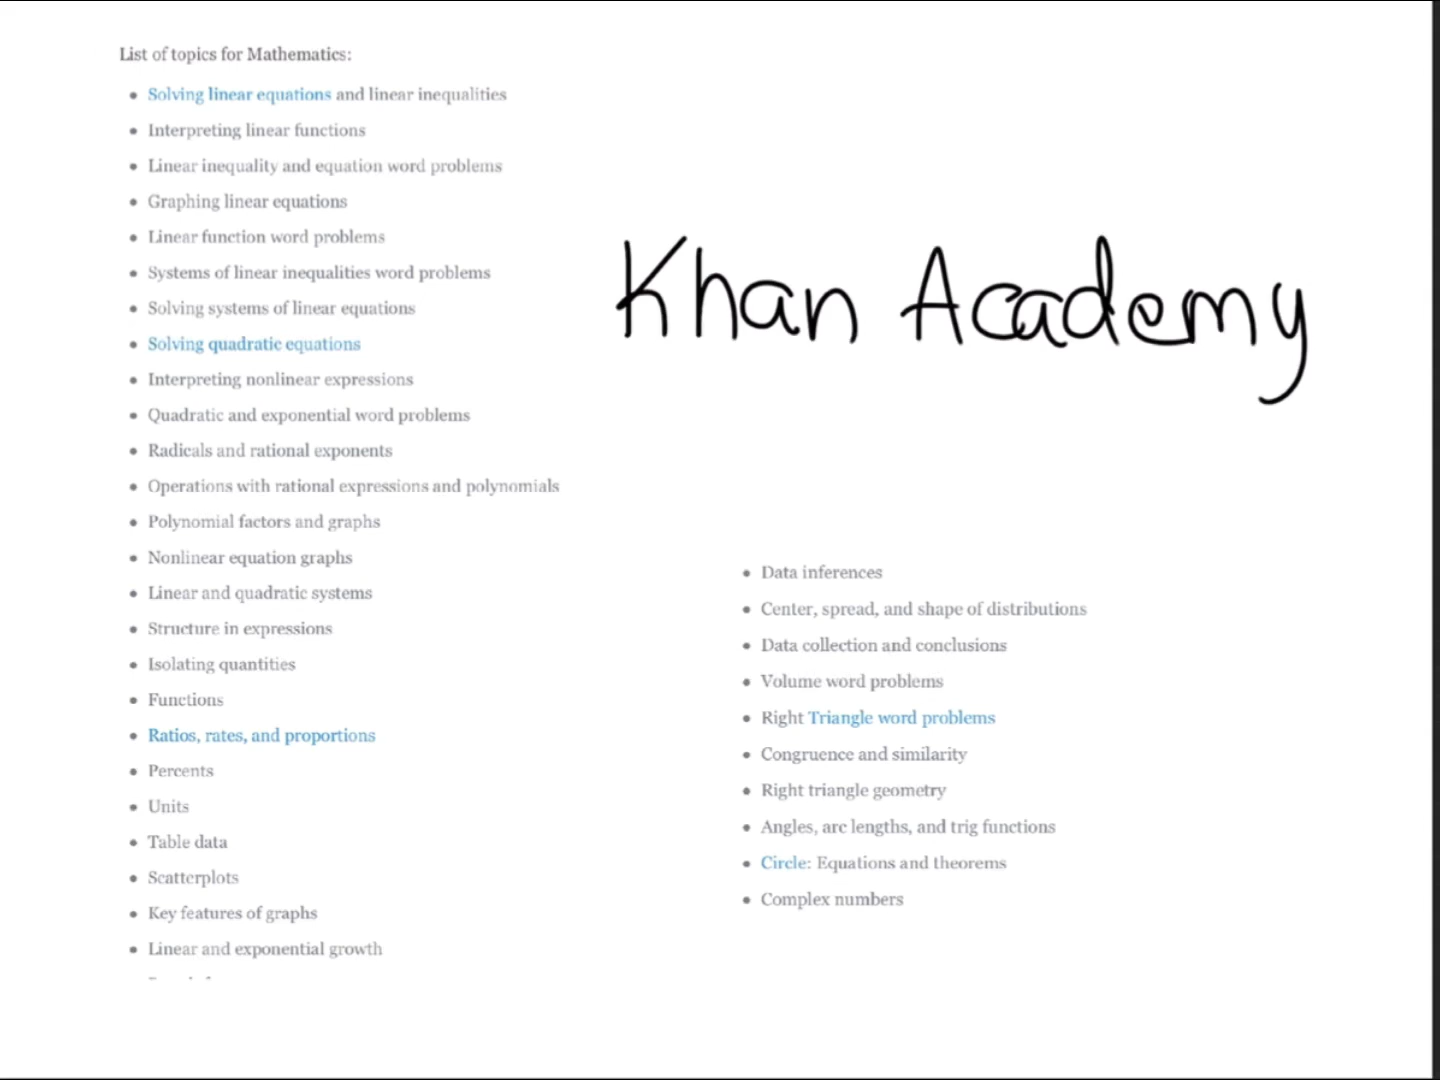 List of topics for Mathematics:
• Solving linear equations and linear inequalities
• Interpreting linear functions
• Linear inequality and equation word problems
• Graphing linear equations
• Linear function word problems
• Systems of linear inequalities word problems
• Solving systems of linear equations
• Solving quadratic equations
• Interpreting nonlinear expressions
• Quadratic and exponential word problems
• Radicals and rational exponents
• Operations with rational expressions and polynomials
• Polynomial factors and graphs
• Nonlinear equation graphs
• Linear and quadratic systems
• Structure in expressions
• Isolating quantities
• Functions
• Ratios, rates, and proportions
• Percents
• Units
• Table data
• Scatterplots
• Key features of graphs
• Linear and exponential growth
Khan Academy
• Data inferences
• Center, spread, and shape of distributions
• Data collection and conclusions
• Volume word problems
• Right Triangle word problems
• Congruence and similarity
• Right triangle geometry
• Angles, arc lengths, and trig functions
• Circle: Equations and theorems
• Complex numbers